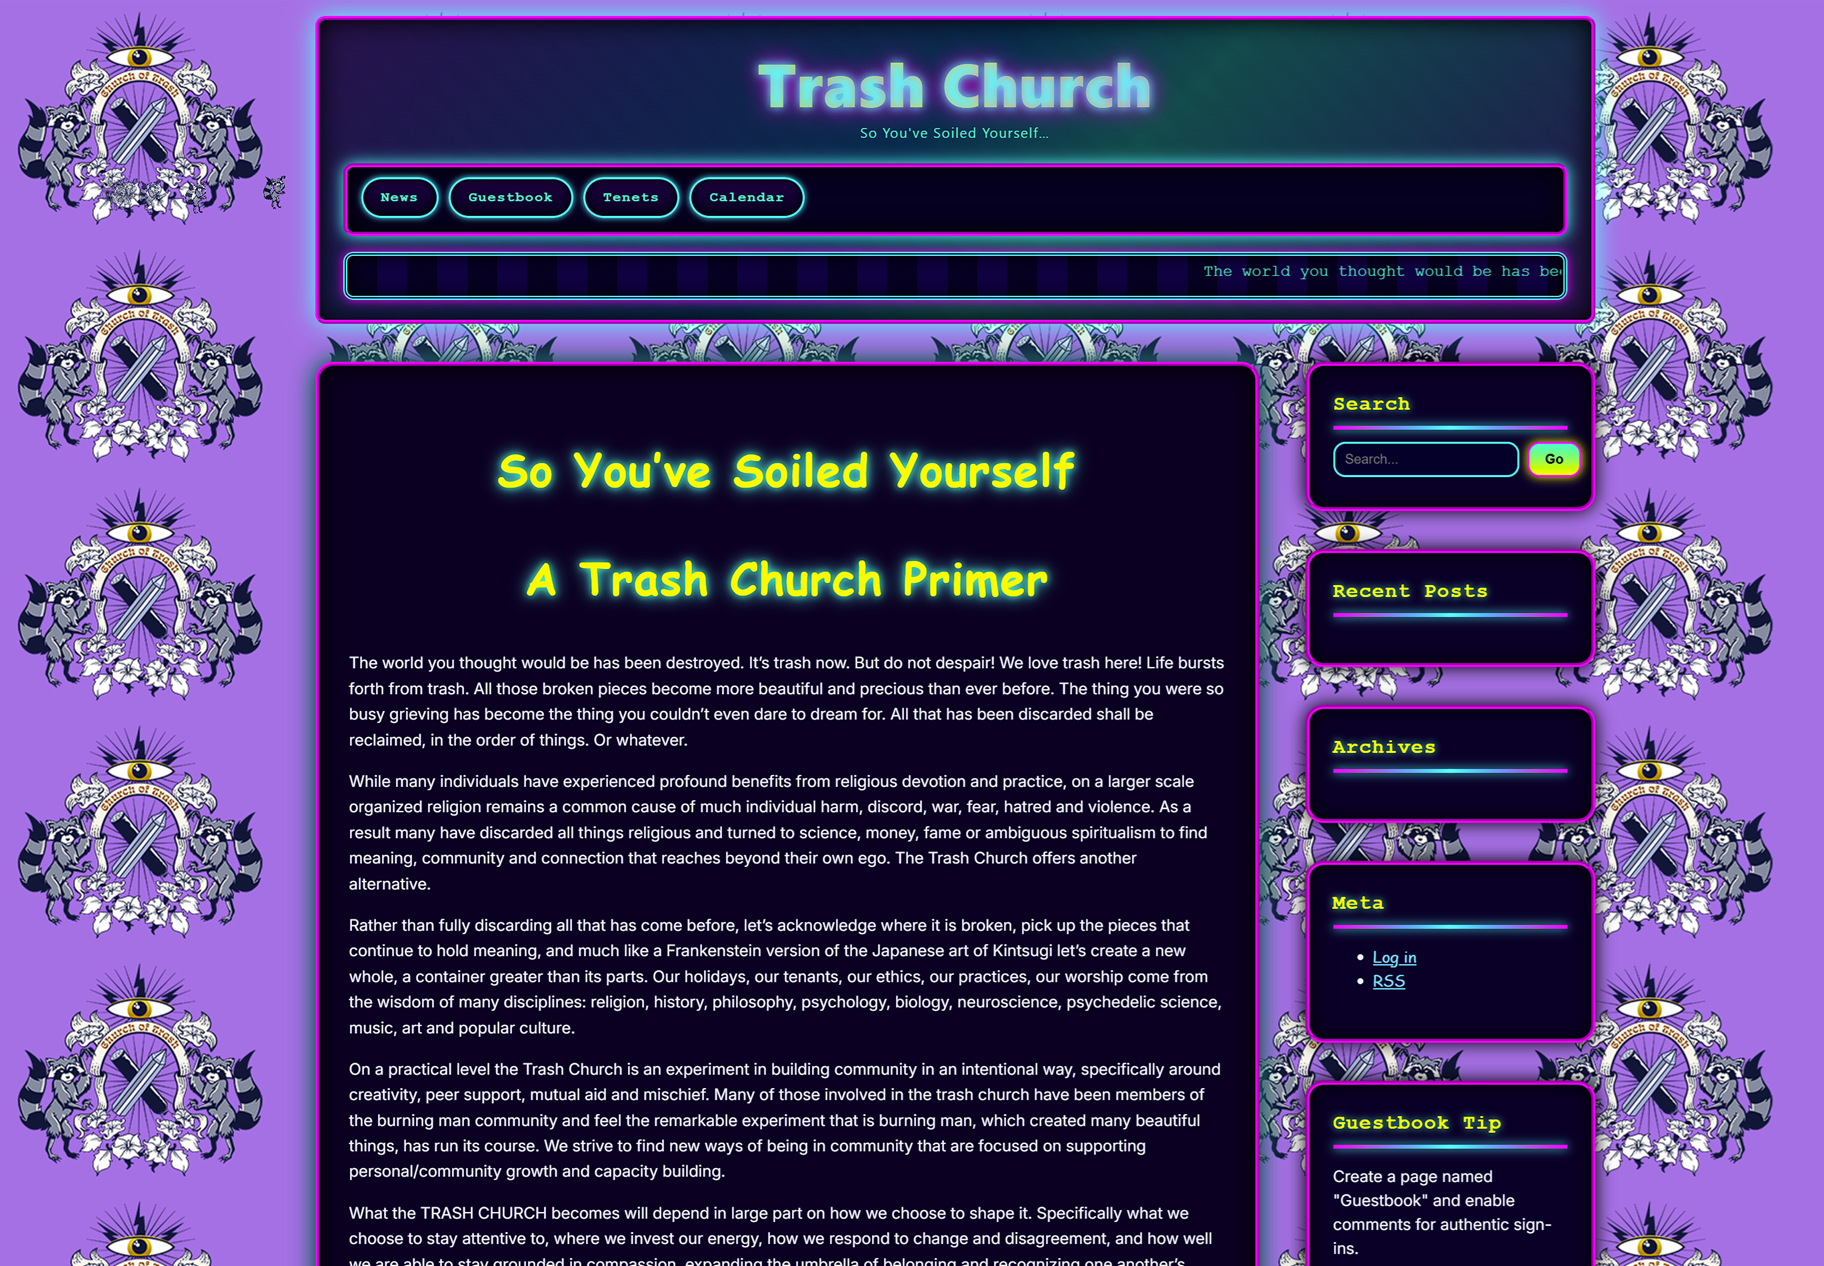 Trash Church
So You've Soiled Yourself...
News
Guestbook
Tenets
Calendar
The world you thought would be has bee
So You've Soiled Yourself
A Trash Church Primer
The world you thought would be has been destroyed. It’s trash now. But do not despair! We love trash here! Life bursts
forth from trash. All those broken pieces become more beautiful and precious than ever before. The thing you were so
busy grieving has become the thing you couldn’t even dare to dream for. All that has been discarded shall be
reclaimed, in the order of things. Or whatever.
While many individuals have experienced profound benefits from religious devotion and practice, on a larger scale
organized religion remains a common cause of much individual harm, discord, war, fear, hatred and violence. As a
result many have discarded all things religious and turned to science, money, fame or ambiguous spiritualism to find
meaning, community and connection that reaches beyond their own ego. The Trash Church offers another
alternative.
Rather than fully discarding all that has come before, let’s acknowledge where it is broken, pick up the pieces that
continue to hold meaning, and much like a Frankenstein version of the Japanese art of Kintsugi let’s create a new
whole, a container greater than its parts. Our holidays, our tenants, our ethics, our practices, our worship come from
the wisdom of many disciplines: religion, history, philosophy, psychology, biology, neuroscience, psychedelic science,
music, art and popular culture.
On a practical level the Trash Church is an experiment in building community in an intentional way, specifically around
creativity, peer support, mutual aid and mischief. Many of those involved in the trash church have been members of
the burning man community and feel the remarkable experiment that is burning man, which created many beautiful
things, has run its course. We strive to find new ways of being in community that are focused on supporting
personal/community growth and capacity building.
What the TRASH CHURCH becomes will depend in large part on how we choose to shape it. Specifically what we
choose to stay attentive to, where we invest our energy, how we respond to change and disagreement, and how well
we are able to stay grounded in compassion, expanding the umbrella of belonging and recognizing one another’s
Search
Search...
Go
Recent Posts
Archives
Meta
Log in
RSS
Guestbook Tip
Create a page named
"Guestbook" and enable
comments for authentic sign-
ins.
Church of Trash